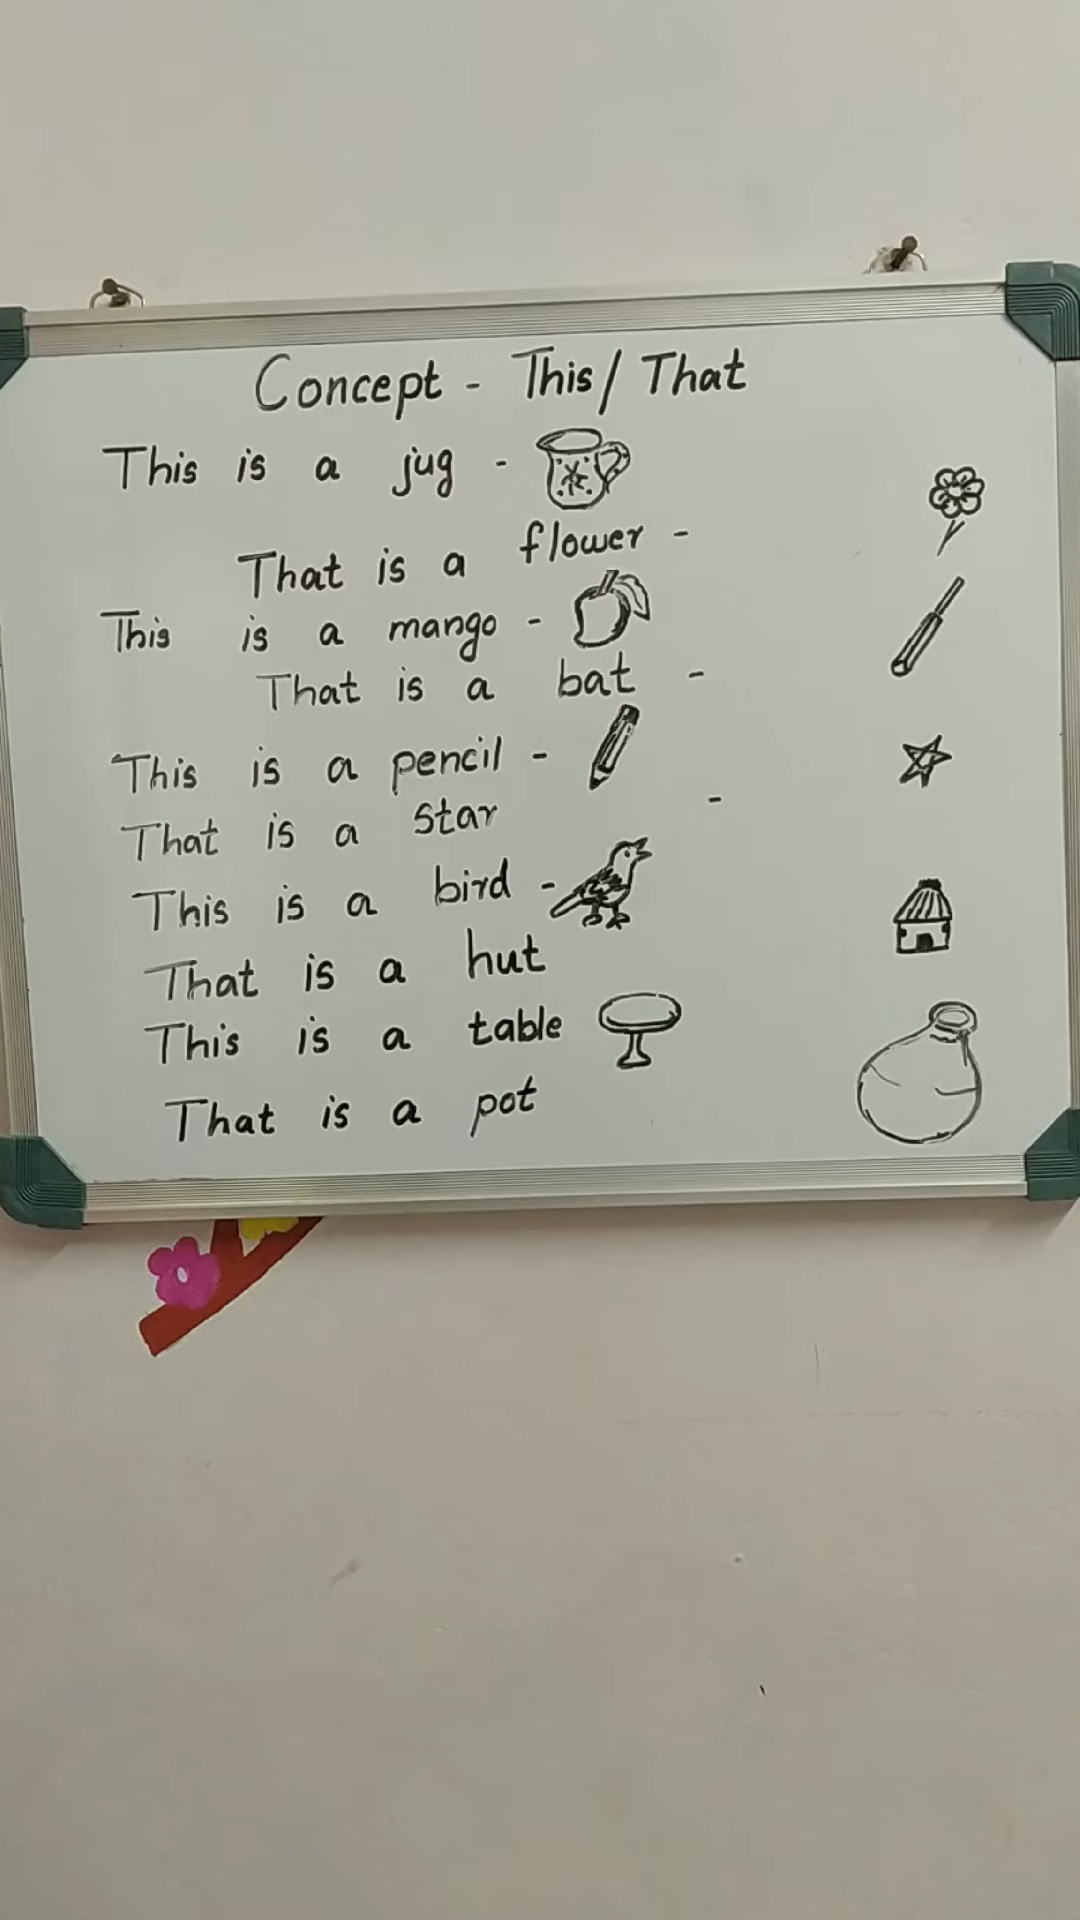 Concept - This / That
This is a jug -
That is a flower -
This is a mango -
That is a bat -
This is a pencil -
That is a star -
This is a bird -
That is a hut
This is a table
That is a pot